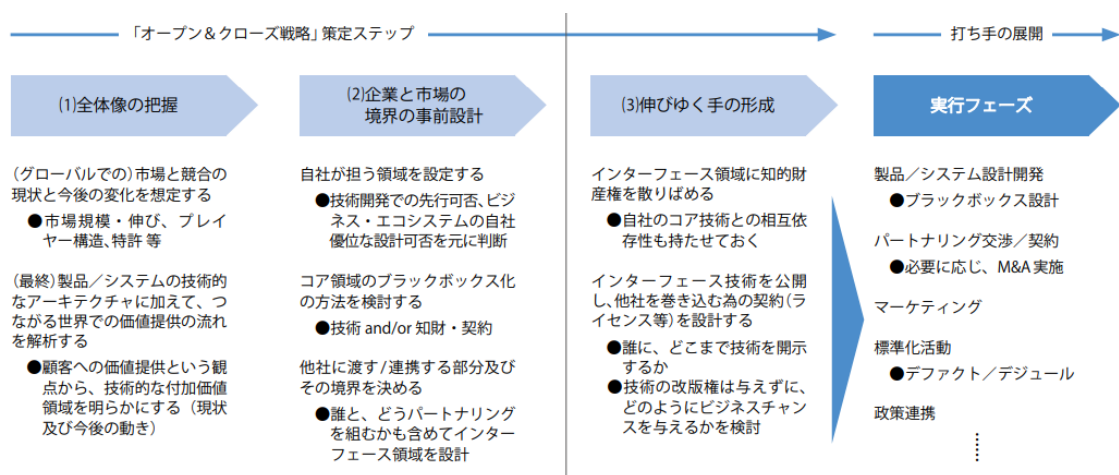 「オープン＆クローズ戦略」策定ステップ
打ち手の展開
(1)全体像の把握
(2)企業と市場の
境界の事前設計
(3)伸びゆく手の形成
実行フェーズ
（グローバルでの）市場と競合の
現状と今後の変化を想定する
●市場規模・伸び、プレイ
ヤー構造、特許 等
（最終）製品／システムの技術的
なアーキテクチャに加えて、つ
ながる世界での価値提供の流れ
を解析する
●顧客への価値提供という観
点から、技術的な付加価値
領域を明らかにする（現状
及び今後の動き）
自社が担う領域を設定する
●技術開発での先行可否、ビジ
ネス・エコシステムの自社
優位な設計可否を元に判断
コア領域のブラックボックス化
の方法を検討する
●技術 and/or 知財・契約
他社に渡す/連携する部分及び
その境界を決める
●誰と、どうパートナリング
を組むかも含めてインター
フェース領域を設計
インターフェース領域に知的財
産権を散りばめる
●自社のコア技術との相互依
存性も持たせておく
インターフェース技術を公開
し、他社を巻き込む為の契約（ラ
イセンス等）を設計する
●誰に、どこまで技術を開示
するか
●技術の改版権は与えずに、
どのようにビジネスチャン
スを与えるかを検討
製品／システム設計開発
●ブラックボックス設計
パートナリング交渉／契約
●必要に応じ、M&A 実施
マーケティング
標準化活動
●デファクト／デジュール
政策連携